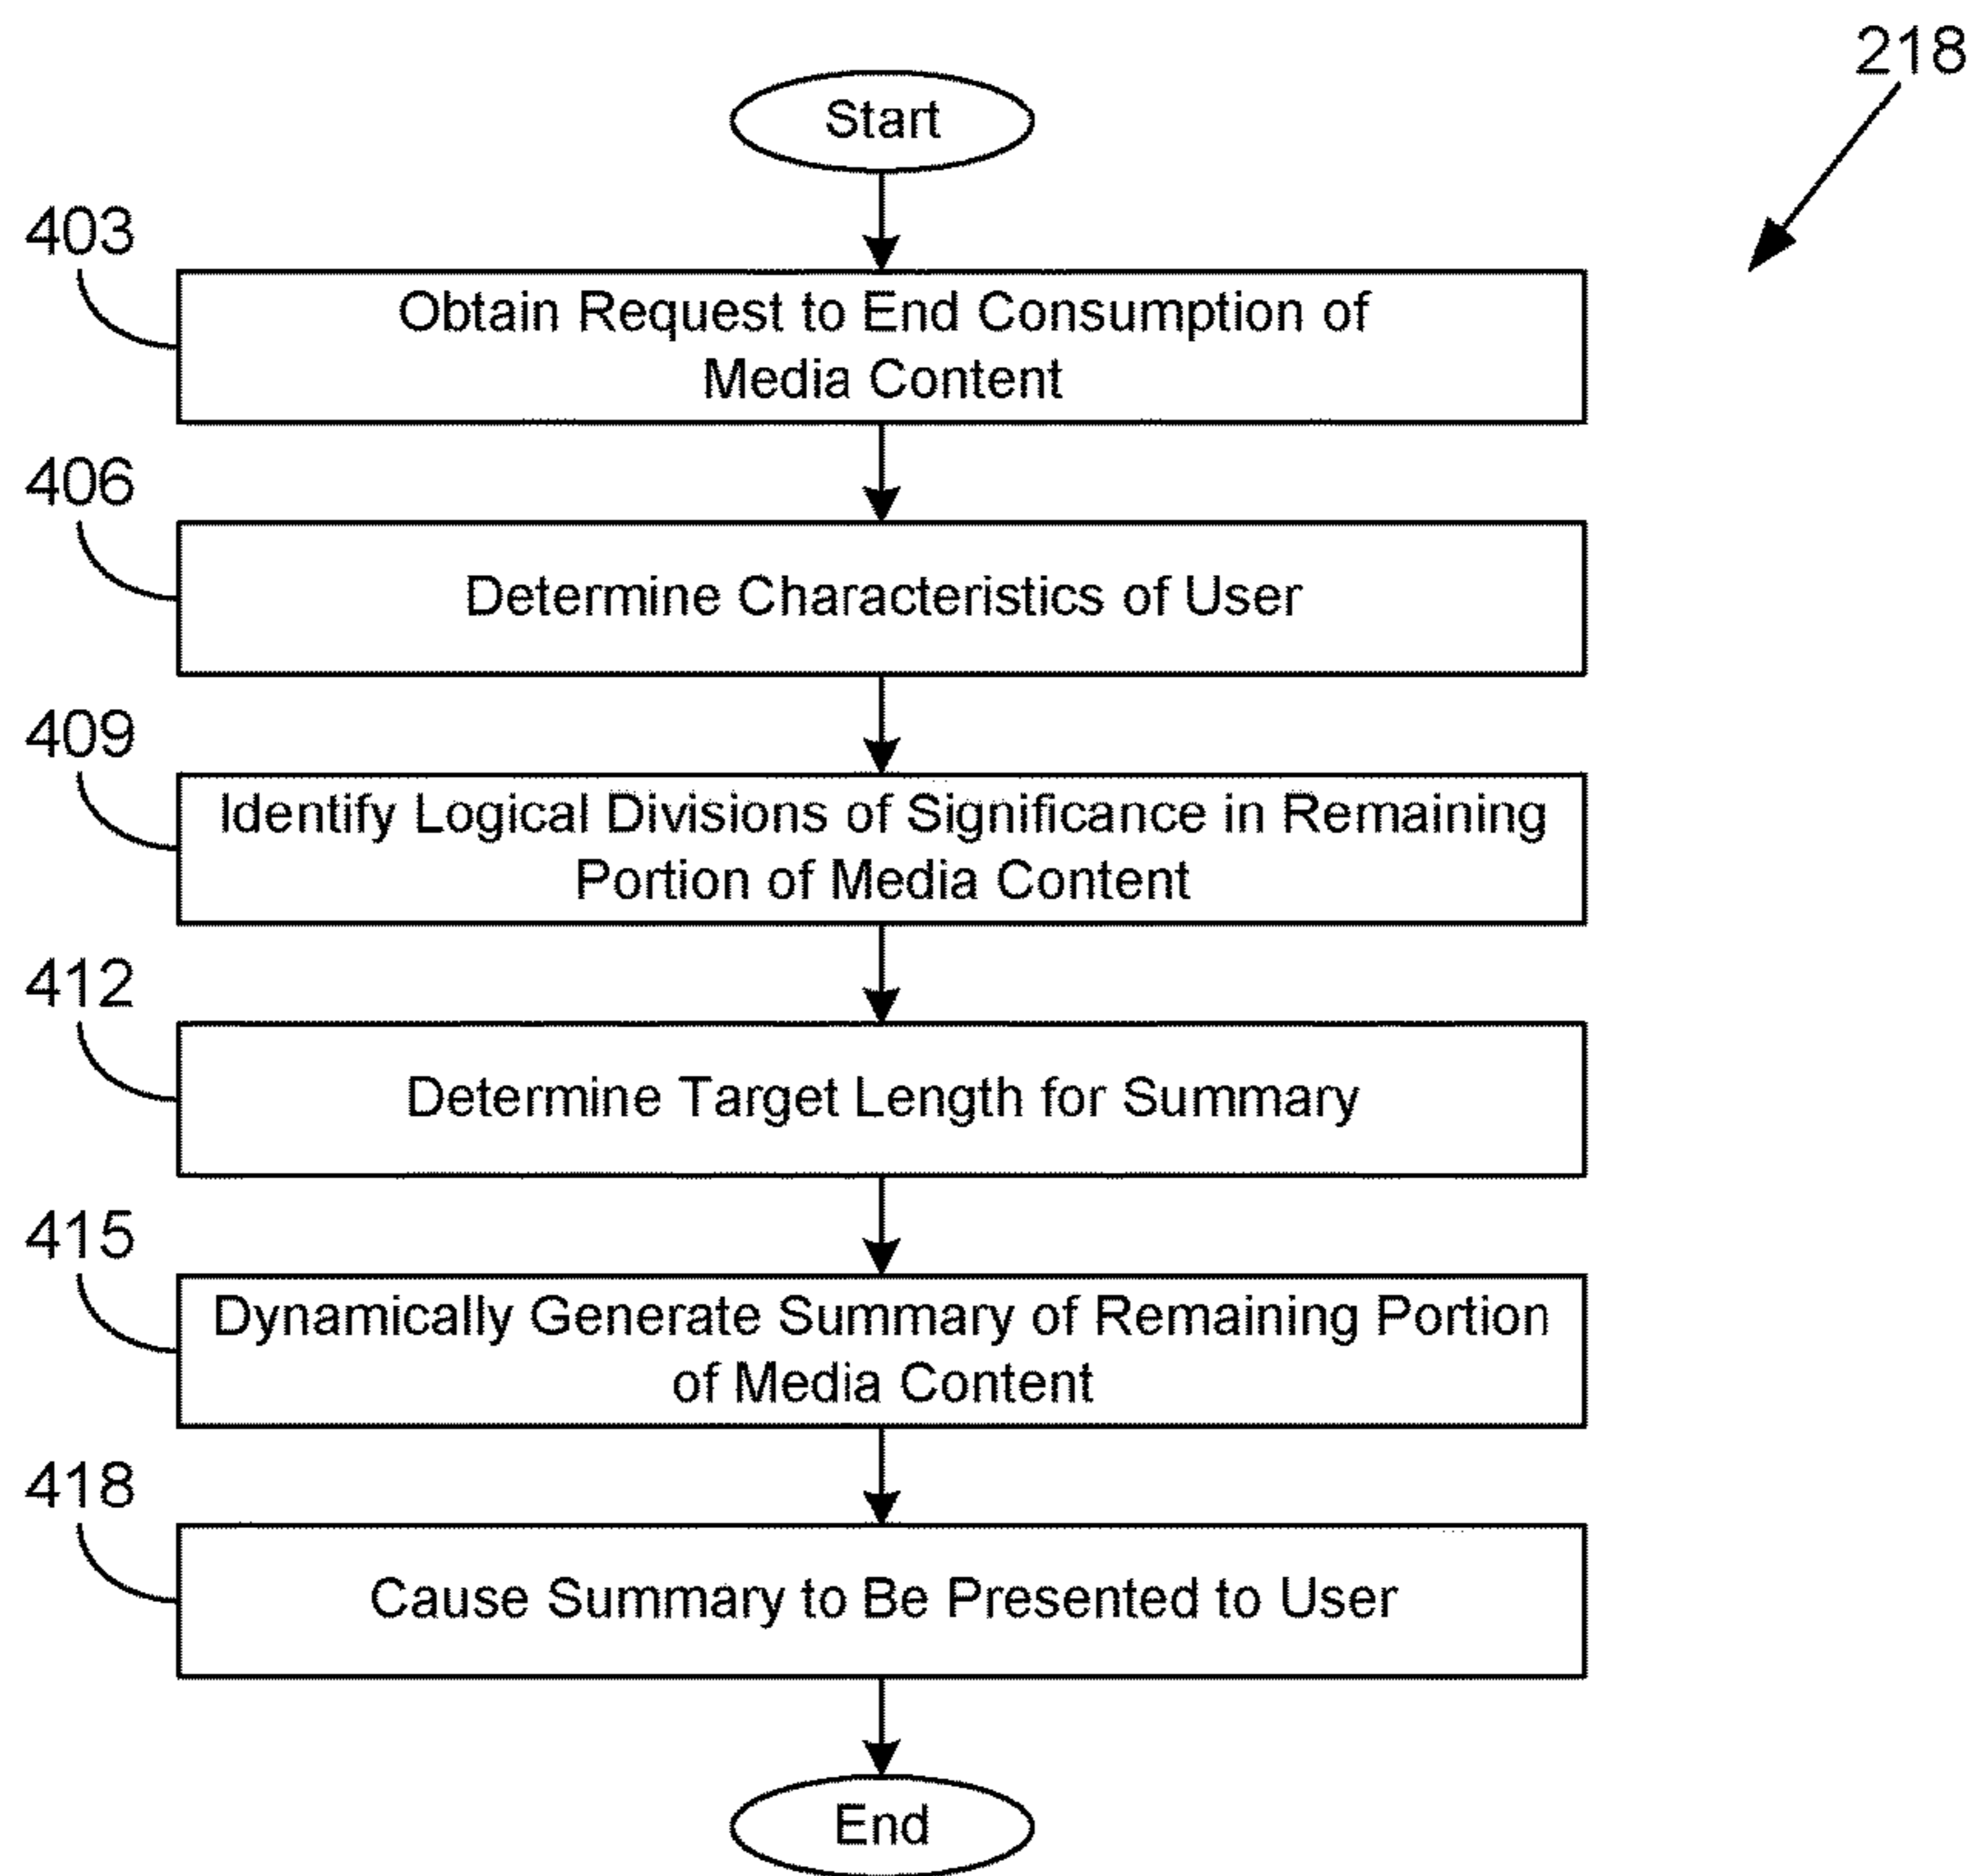 218
Start
403
Obtain Request to End Consumption of
Media Content
406
Determine Characteristics of User
409
Identify Logical Divisions of Significance in Remaining
Portion of Media Content
412
Determine Target Length for Summary
415
Dynamically Generate Summary of Remaining Portion
of Media Content
418
Cause Summary to Be Presented to User
End